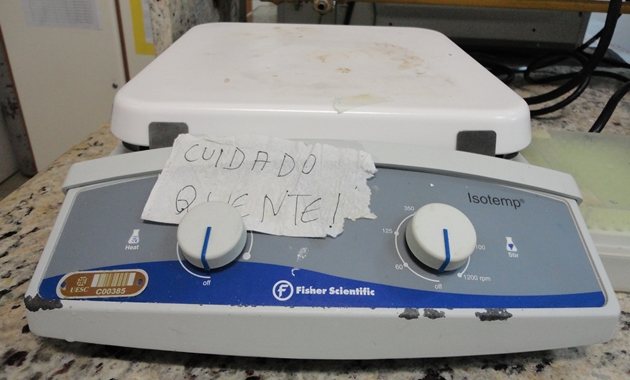 CUIDADO
QUENTE!
Isotemp®
Heat
off
350
125
60
100
1200 rpm
off
Stir
UESC C00385
f Fisher Scientific